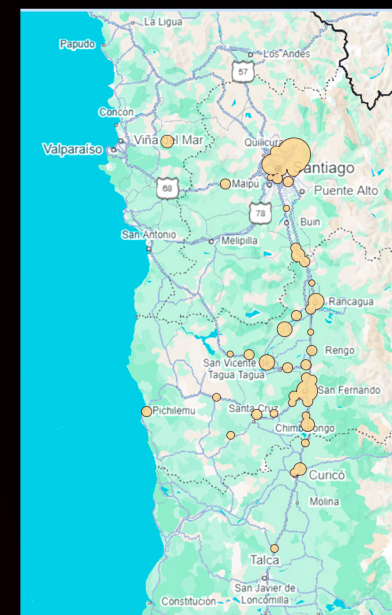 La Ligua
Papudo
Los Andes
57
Concón
Viña del Mar
Quilicura
Valparaíso
Santiago
68
Maipú
Puente Alto
78
Buin
San Antonio
Melipilla
Rancagua
Rengo
San Vicente
Tagua Tagua
San Fernando
Pichilemu
Santa Cruz
Chimbarongo
Curicó
Molina
Talca
San Javier de
Loncomilla
Constitución